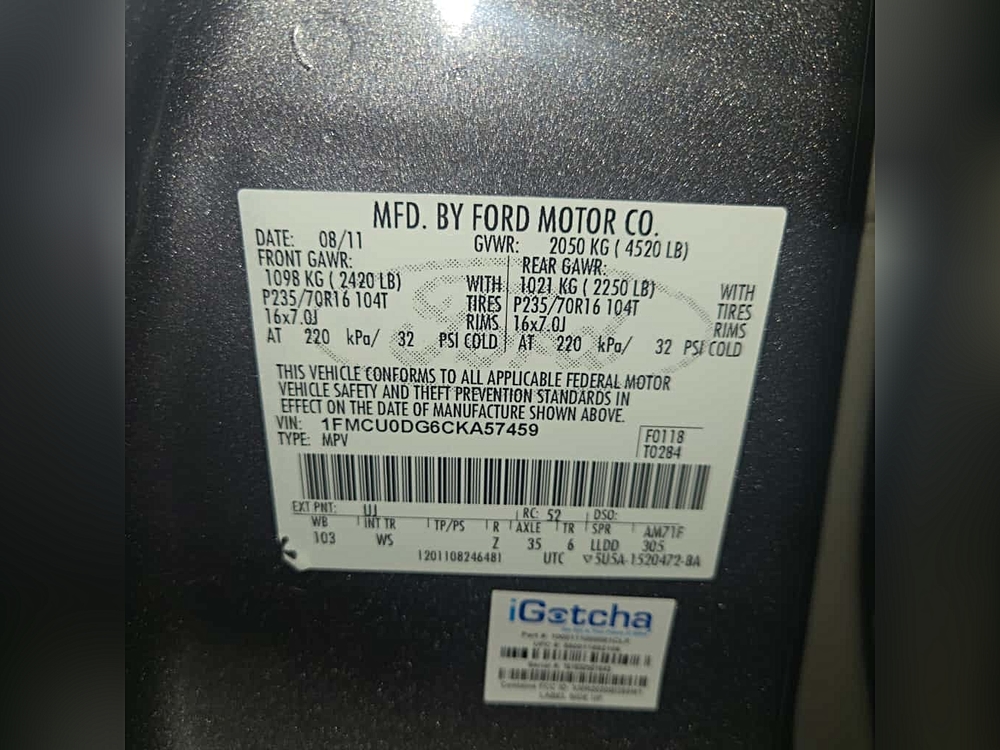 MFD. BY FORD MOTOR CO.
DATE: 08/11 GVWR: 2050 KG ( 4520 LB)
FRONT GAWR: REAR GAWR:
1098 KG ( 2420 LB) WITH 1021 KG ( 2250 LB) WITH
P235/70R16 104T TIRES P235/70R16 104T TIRES
16x7.0J RIMS 16x7.0J RIMS
AT 220 kPa/ 32 PSI COLD AT 220 kPa/ 32 PSI COLD
THIS VEHICLE CONFORMS TO ALL APPLICABLE FEDERAL MOTOR
VEHICLE SAFETY AND THEFT PREVENTION STANDARDS IN
EFFECT ON THE DATE OF MANUFACTURE SHOWN ABOVE.
VIN: 1FMCU0DG6CKA57459
TYPE: MPV
F0118
T0284
EXT PNT: UJ RC: 52 DSO:
WB INT TR TP/PS R AXLE TR SPR AM71F
103 WS Z 35 6 LLDD 305
1201108246481 UTC ▽5U5A-1520472-BA
iGotcha